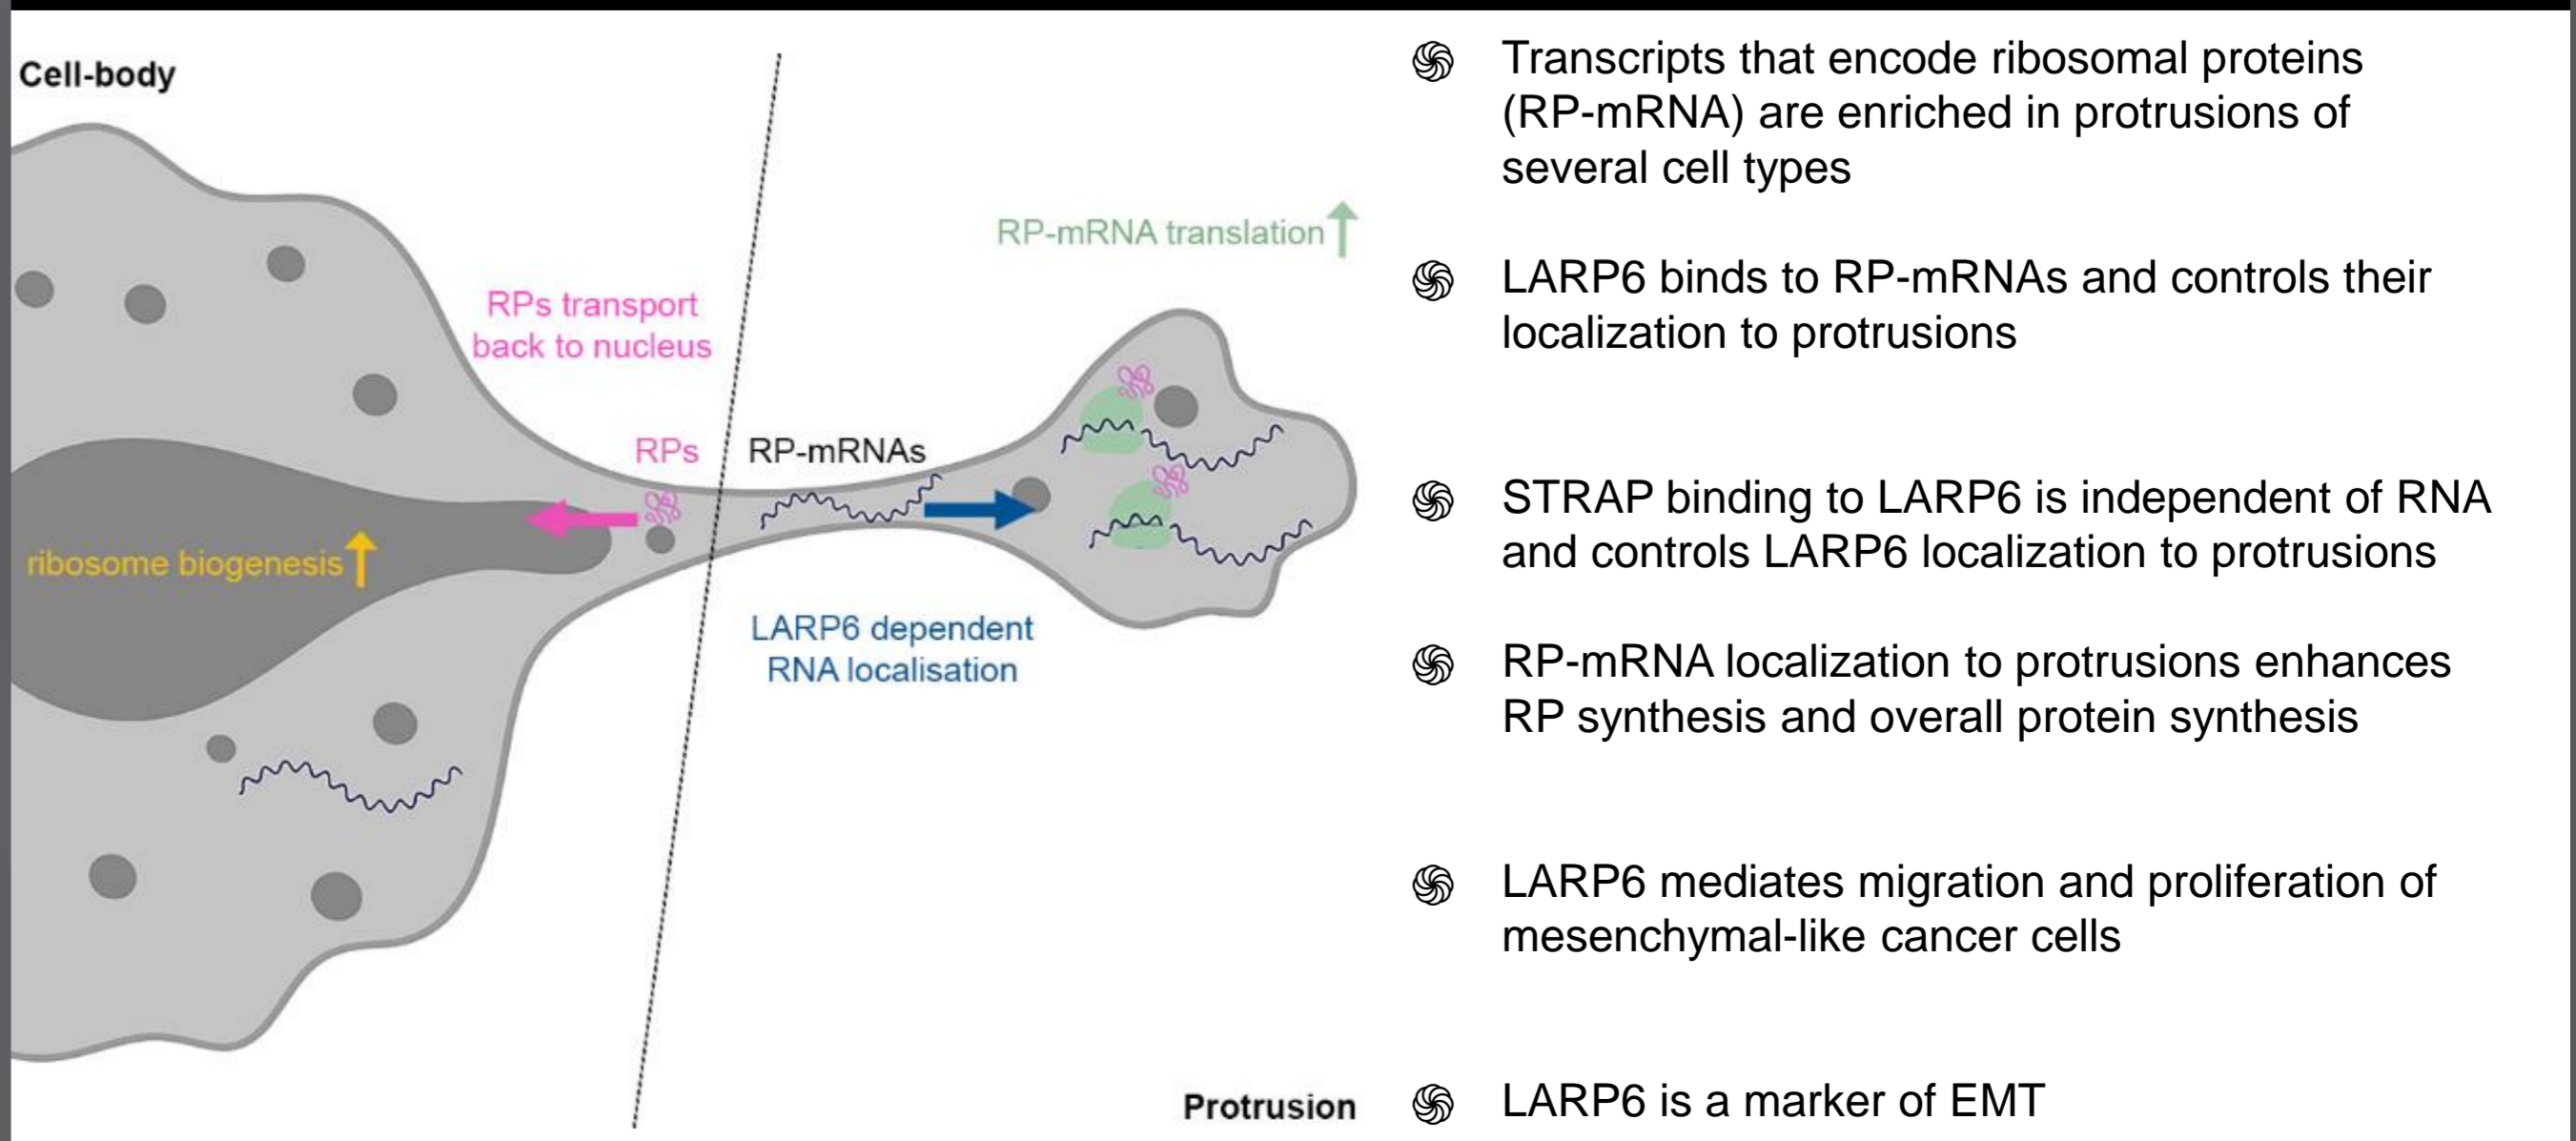 Cell-body
RP-mRNA translation
RPs transport
back to nucleus
RPs
RP-mRNAs
ribosome biogenesis
LARP6 dependent
RNA localisation
Protrusion
Transcripts that encode ribosomal proteins
(RP-mRNA) are enriched in protrusions of
several cell types
LARP6 binds to RP-mRNAs and controls their
localization to protrusions
STRAP binding to LARP6 is independent of RNA
and controls LARP6 localization to protrusions
RP-mRNA localization to protrusions enhances
RP synthesis and overall protein synthesis
LARP6 mediates migration and proliferation of
mesenchymal-like cancer cells
LARP6 is a marker of EMT